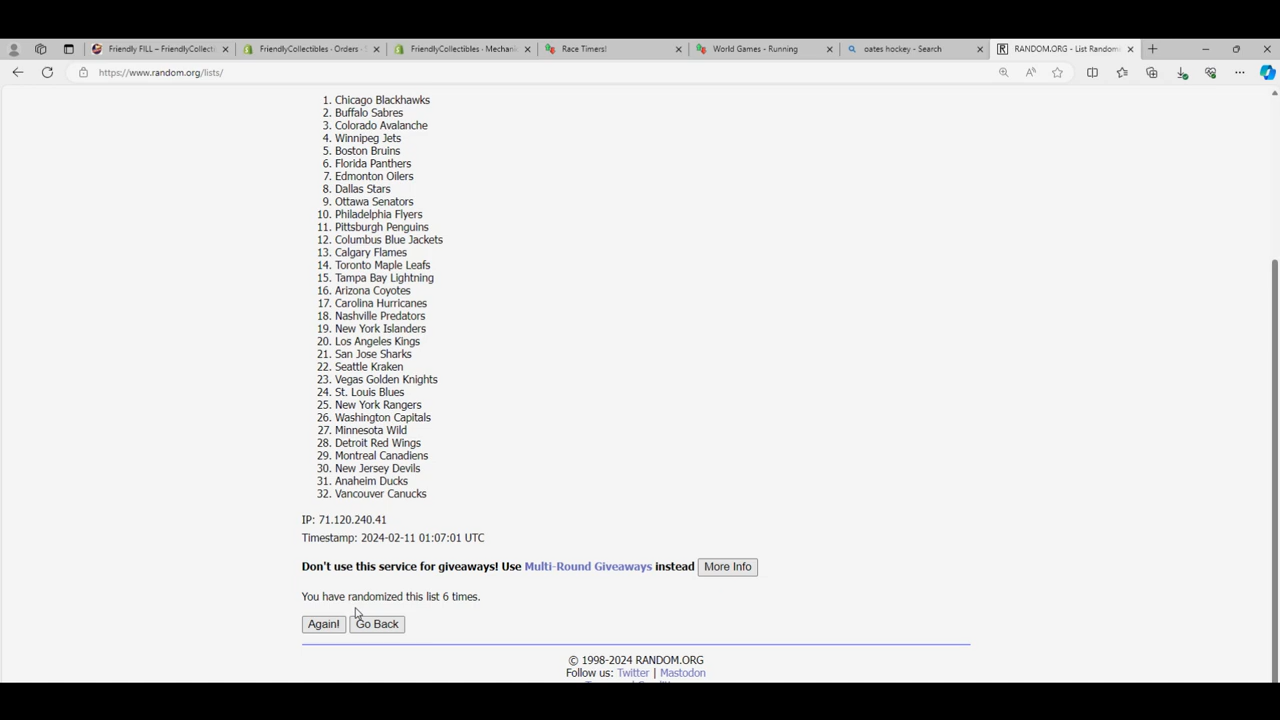 Friendly FILL – FriendlyCollecti
FriendlyCollectibles · Orders ·
FriendlyCollectibles · Mechani
Race Timers!
World Games - Running
oates hockey - Search
RANDOM.ORG - List Random
https://www.random.org/lists/
1. Chicago Blackhawks
2. Buffalo Sabres
3. Colorado Avalanche
4. Winnipeg Jets
5. Boston Bruins
6. Florida Panthers
7. Edmonton Oilers
8. Dallas Stars
9. Ottawa Senators
10. Philadelphia Flyers
11. Pittsburgh Penguins
12. Columbus Blue Jackets
13. Calgary Flames
14. Toronto Maple Leafs
15. Tampa Bay Lightning
16. Arizona Coyotes
17. Carolina Hurricanes
18. Nashville Predators
19. New York Islanders
20. Los Angeles Kings
21. San Jose Sharks
22. Seattle Kraken
23. Vegas Golden Knights
24. St. Louis Blues
25. New York Rangers
26. Washington Capitals
27. Minnesota Wild
28. Detroit Red Wings
29. Montreal Canadiens
30. New Jersey Devils
31. Anaheim Ducks
32. Vancouver Canucks
IP: 71.120.240.41
Timestamp: 2024-02-11 01:07:01 UTC
Don't use this service for giveaways! Use Multi-Round Giveaways instead More Info
You have randomized this list 6 times.
Again! Go Back
© 1998-2024 RANDOM.ORG
Follow us: Twitter | Mastodon